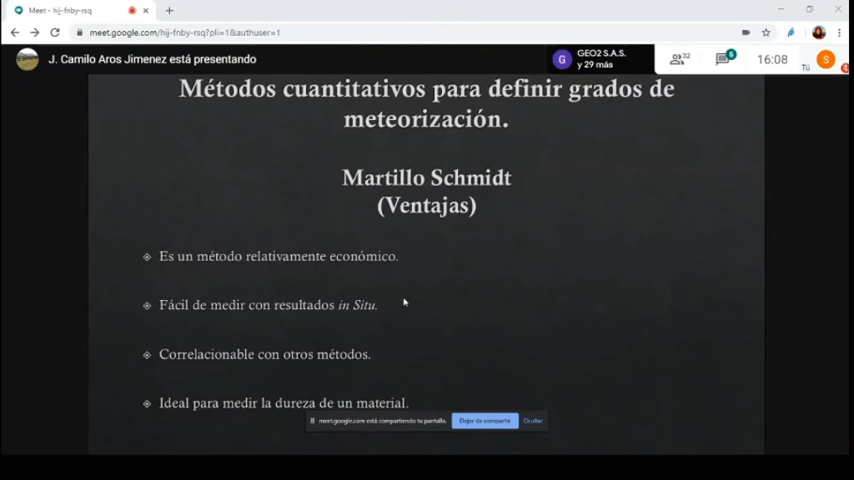 Meet - hij-fnby-rsq
meet.google.com/hij-fnby-rsq?pli=1&authuser=1
J. Camilo Aros Jimenez está presentando
G
GEO2 S.A.S.
y 29 más
32
6
16:08
Tú
S
Métodos cuantitativos para definir grados de
meteorización.
Martillo Schmidt
(Ventajas)
Es un método relativamente económico.
Fácil de medir con resultados in Situ.
Correlacionable con otros métodos.
Ideal para medir la dureza de un material.
meet.google.com está compartiendo tu pantalla.
Dejar de compartir
Ocultar